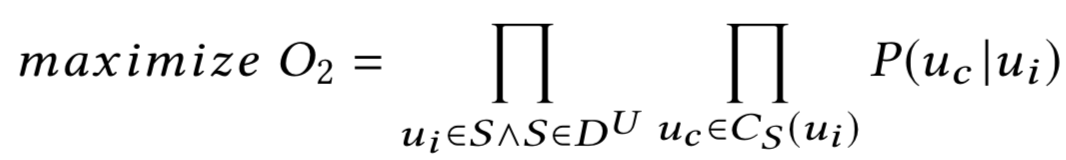 maximize O₂ = ∏_{u_i∈S∧S∈D^U} ∏_{u_c∈C_S(u_i)} P(u_c|u_i)